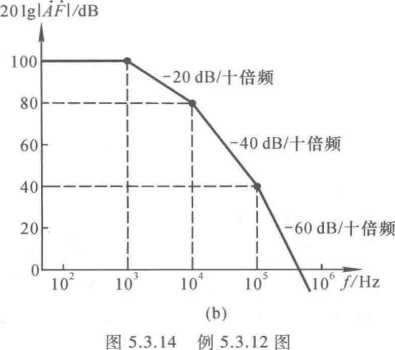 20lg|ȦḞ|/dB
100
-20 dB/十倍频
80
-40 dB/十倍频
60
40
-60 dB/十倍频
20
0
10² 10³ 10⁴ 10⁵ 10⁶ f/Hz
(b)
图 5.3.14 例 5.3.12 图